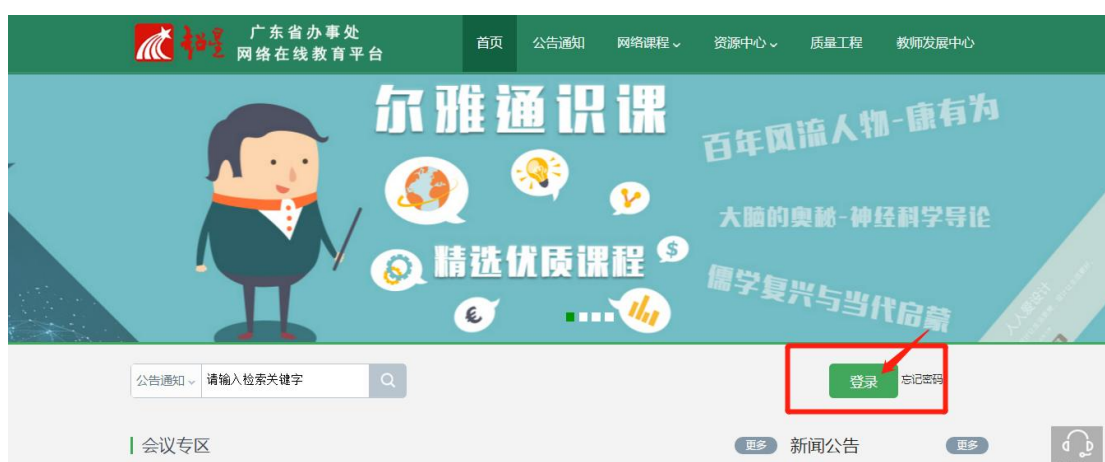 超星
广东省办事处
网络在线教育平台
首页 公告通知 网络课程 资源中心 质量工程 教师发展中心
尔雅通识课
百年风流人物-康有为
大脑的奥秘-神经科学导论
精选优质课程
$
儒学复兴与当代启蒙
€
人人爱设计
公告通知 请输入检索关键字
登录 忘记密码
会议专区 更多 新闻公告 更多